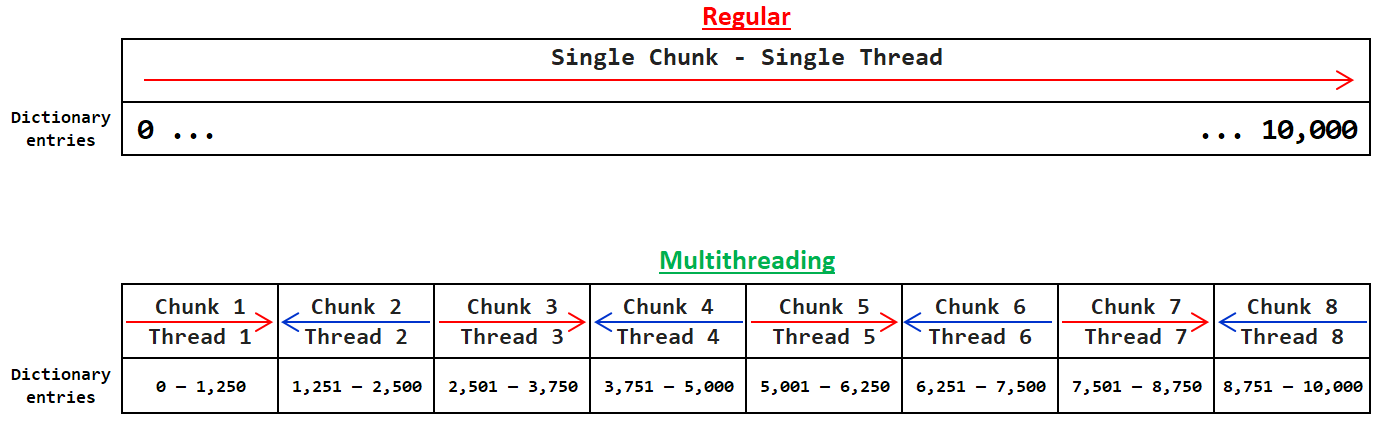 Regular
Single Chunk - Single Thread
Dictionary
entries
0 ... ... 10,000
Multithreading
Chunk 1 Chunk 2 Chunk 3 Chunk 4 Chunk 5 Chunk 6 Chunk 7 Chunk 8
Thread 1 Thread 2 Thread 3 Thread 4 Thread 5 Thread 6 Thread 7 Thread 8
Dictionary
entries
0 – 1,250 1,251 – 2,500 2,501 – 3,750 3,751 – 5,000 5,001 – 6,250 6,251 – 7,500 7,501 – 8,750 8,751 – 10,000